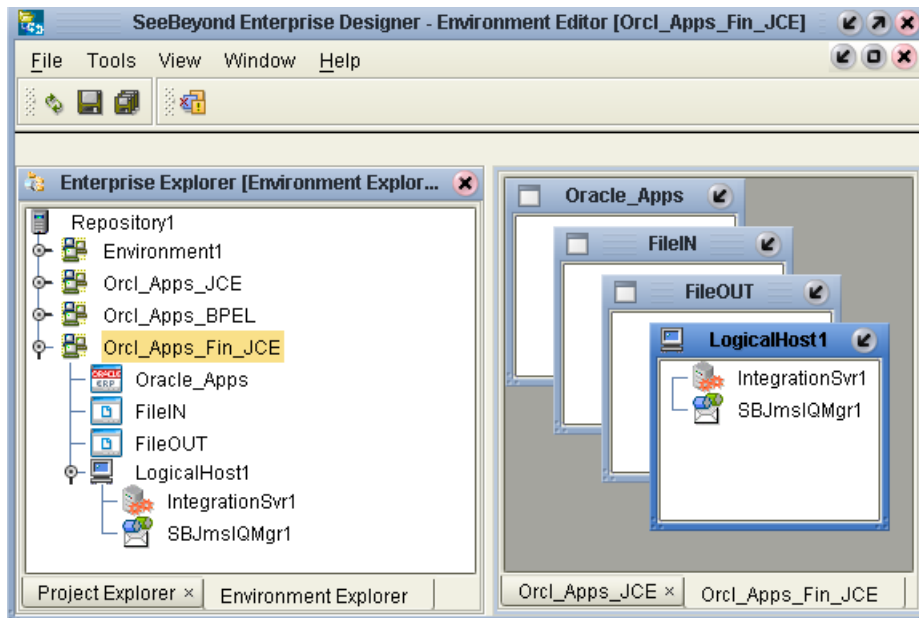 SeeBeyond Enterprise Designer - Environment Editor [Orcl_Apps_Fin_JCE]
File Tools View Window Help
Enterprise Explorer [Environment Explor...
Repository1
Environment1
Orcl_Apps_JCE
Orcl_Apps_BPEL
Orcl_Apps_Fin_JCE
ORACLE ERP Oracle_Apps
FileIN
FileOUT
LogicalHost1
IntegrationSvr1
SBJmsIQMgr1
Project Explorer × Environment Explorer
Oracle_Apps
FileIN
FileOUT
LogicalHost1
IntegrationSvr1
SBJmsIQMgr1
Orcl_Apps_JCE × Orcl_Apps_Fin_JCE